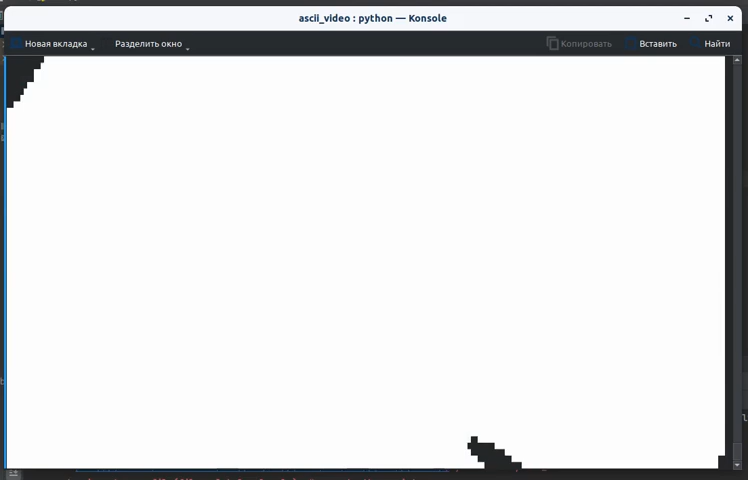 ascii_video : python — Konsole
Новая вкладка
Разделить окно
Копировать
Вставить
Найти